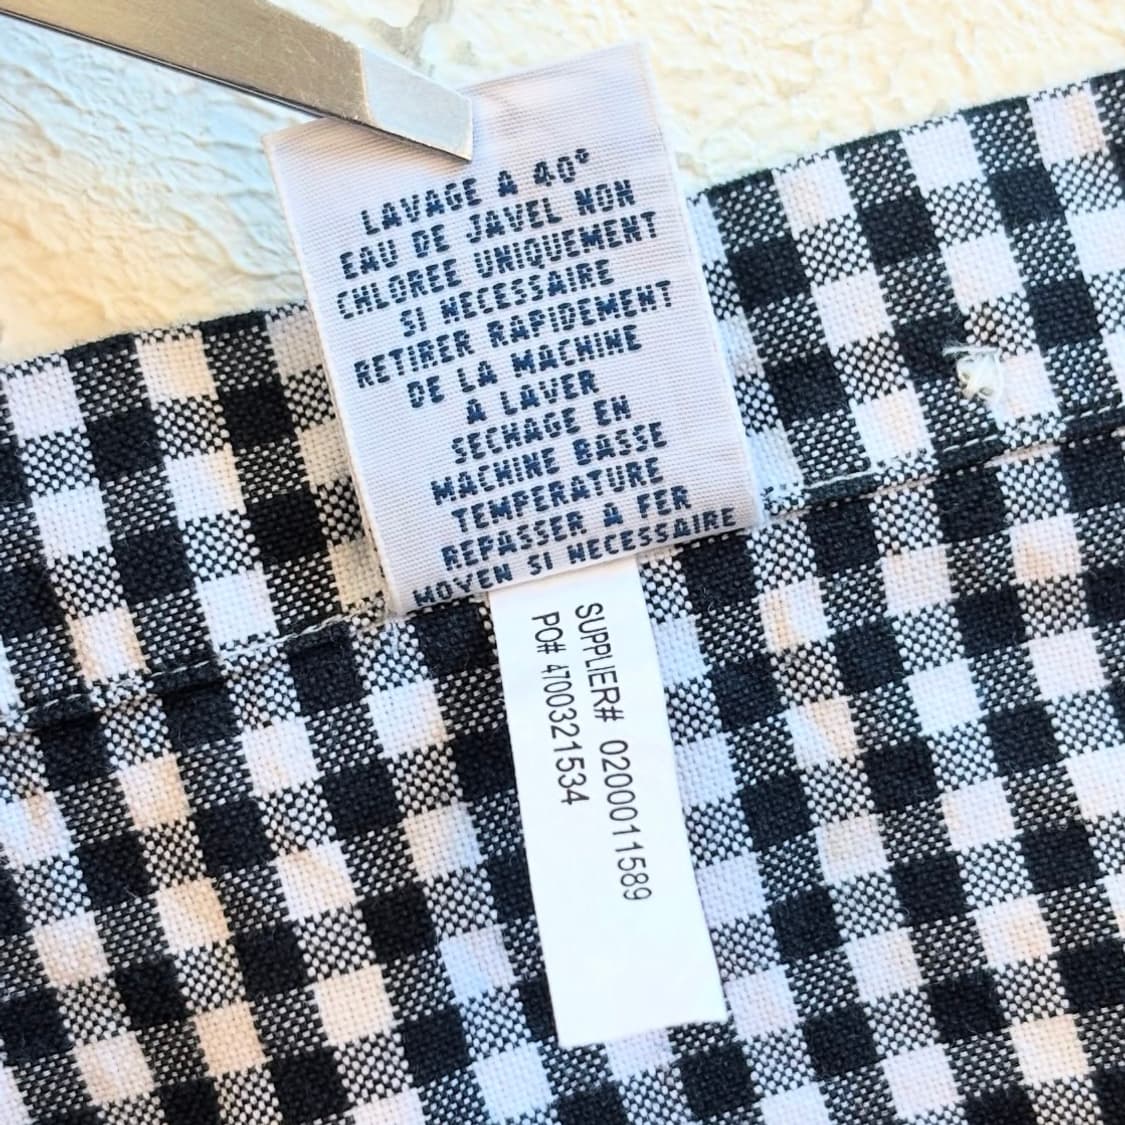 LAVAGE A 40°
EAU DE JAVEL NON
CHLOREE UNIQUEMENT
SI NECESSAIRE
RETIRER RAPIDEMENT
DE LA MACHINE
A LAVER
SECHAGE EN
MACHINE BASSE
TEMPERATURE
REPASSER A FER
MOYEN SI NECESSAIRE
SUPPLIER# 0200011589
PO# 4700321534